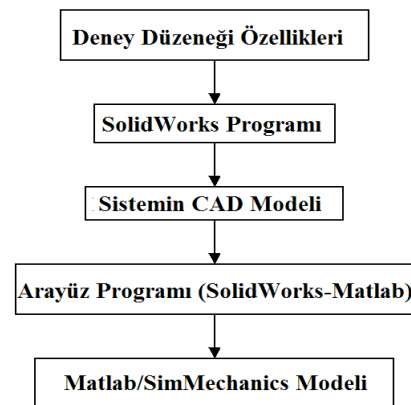 Deney Düzeneği Özellikleri
SolidWorks Programı
Sistemin CAD Modeli
Arayüz Programı (SolidWorks-Matlab)
Matlab/SimMechanics Modeli